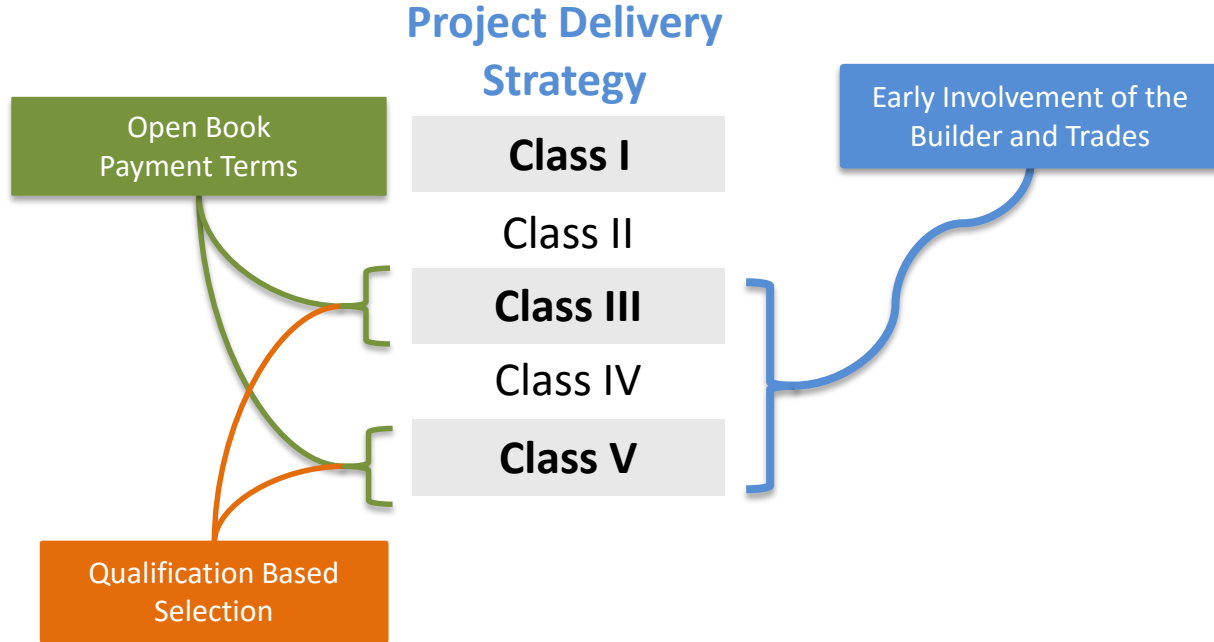 Project Delivery
Strategy
Open Book
Payment Terms
Early Involvement of the
Builder and Trades
Class I
Class II
Class III
Class IV
Class V
Qualification Based
Selection